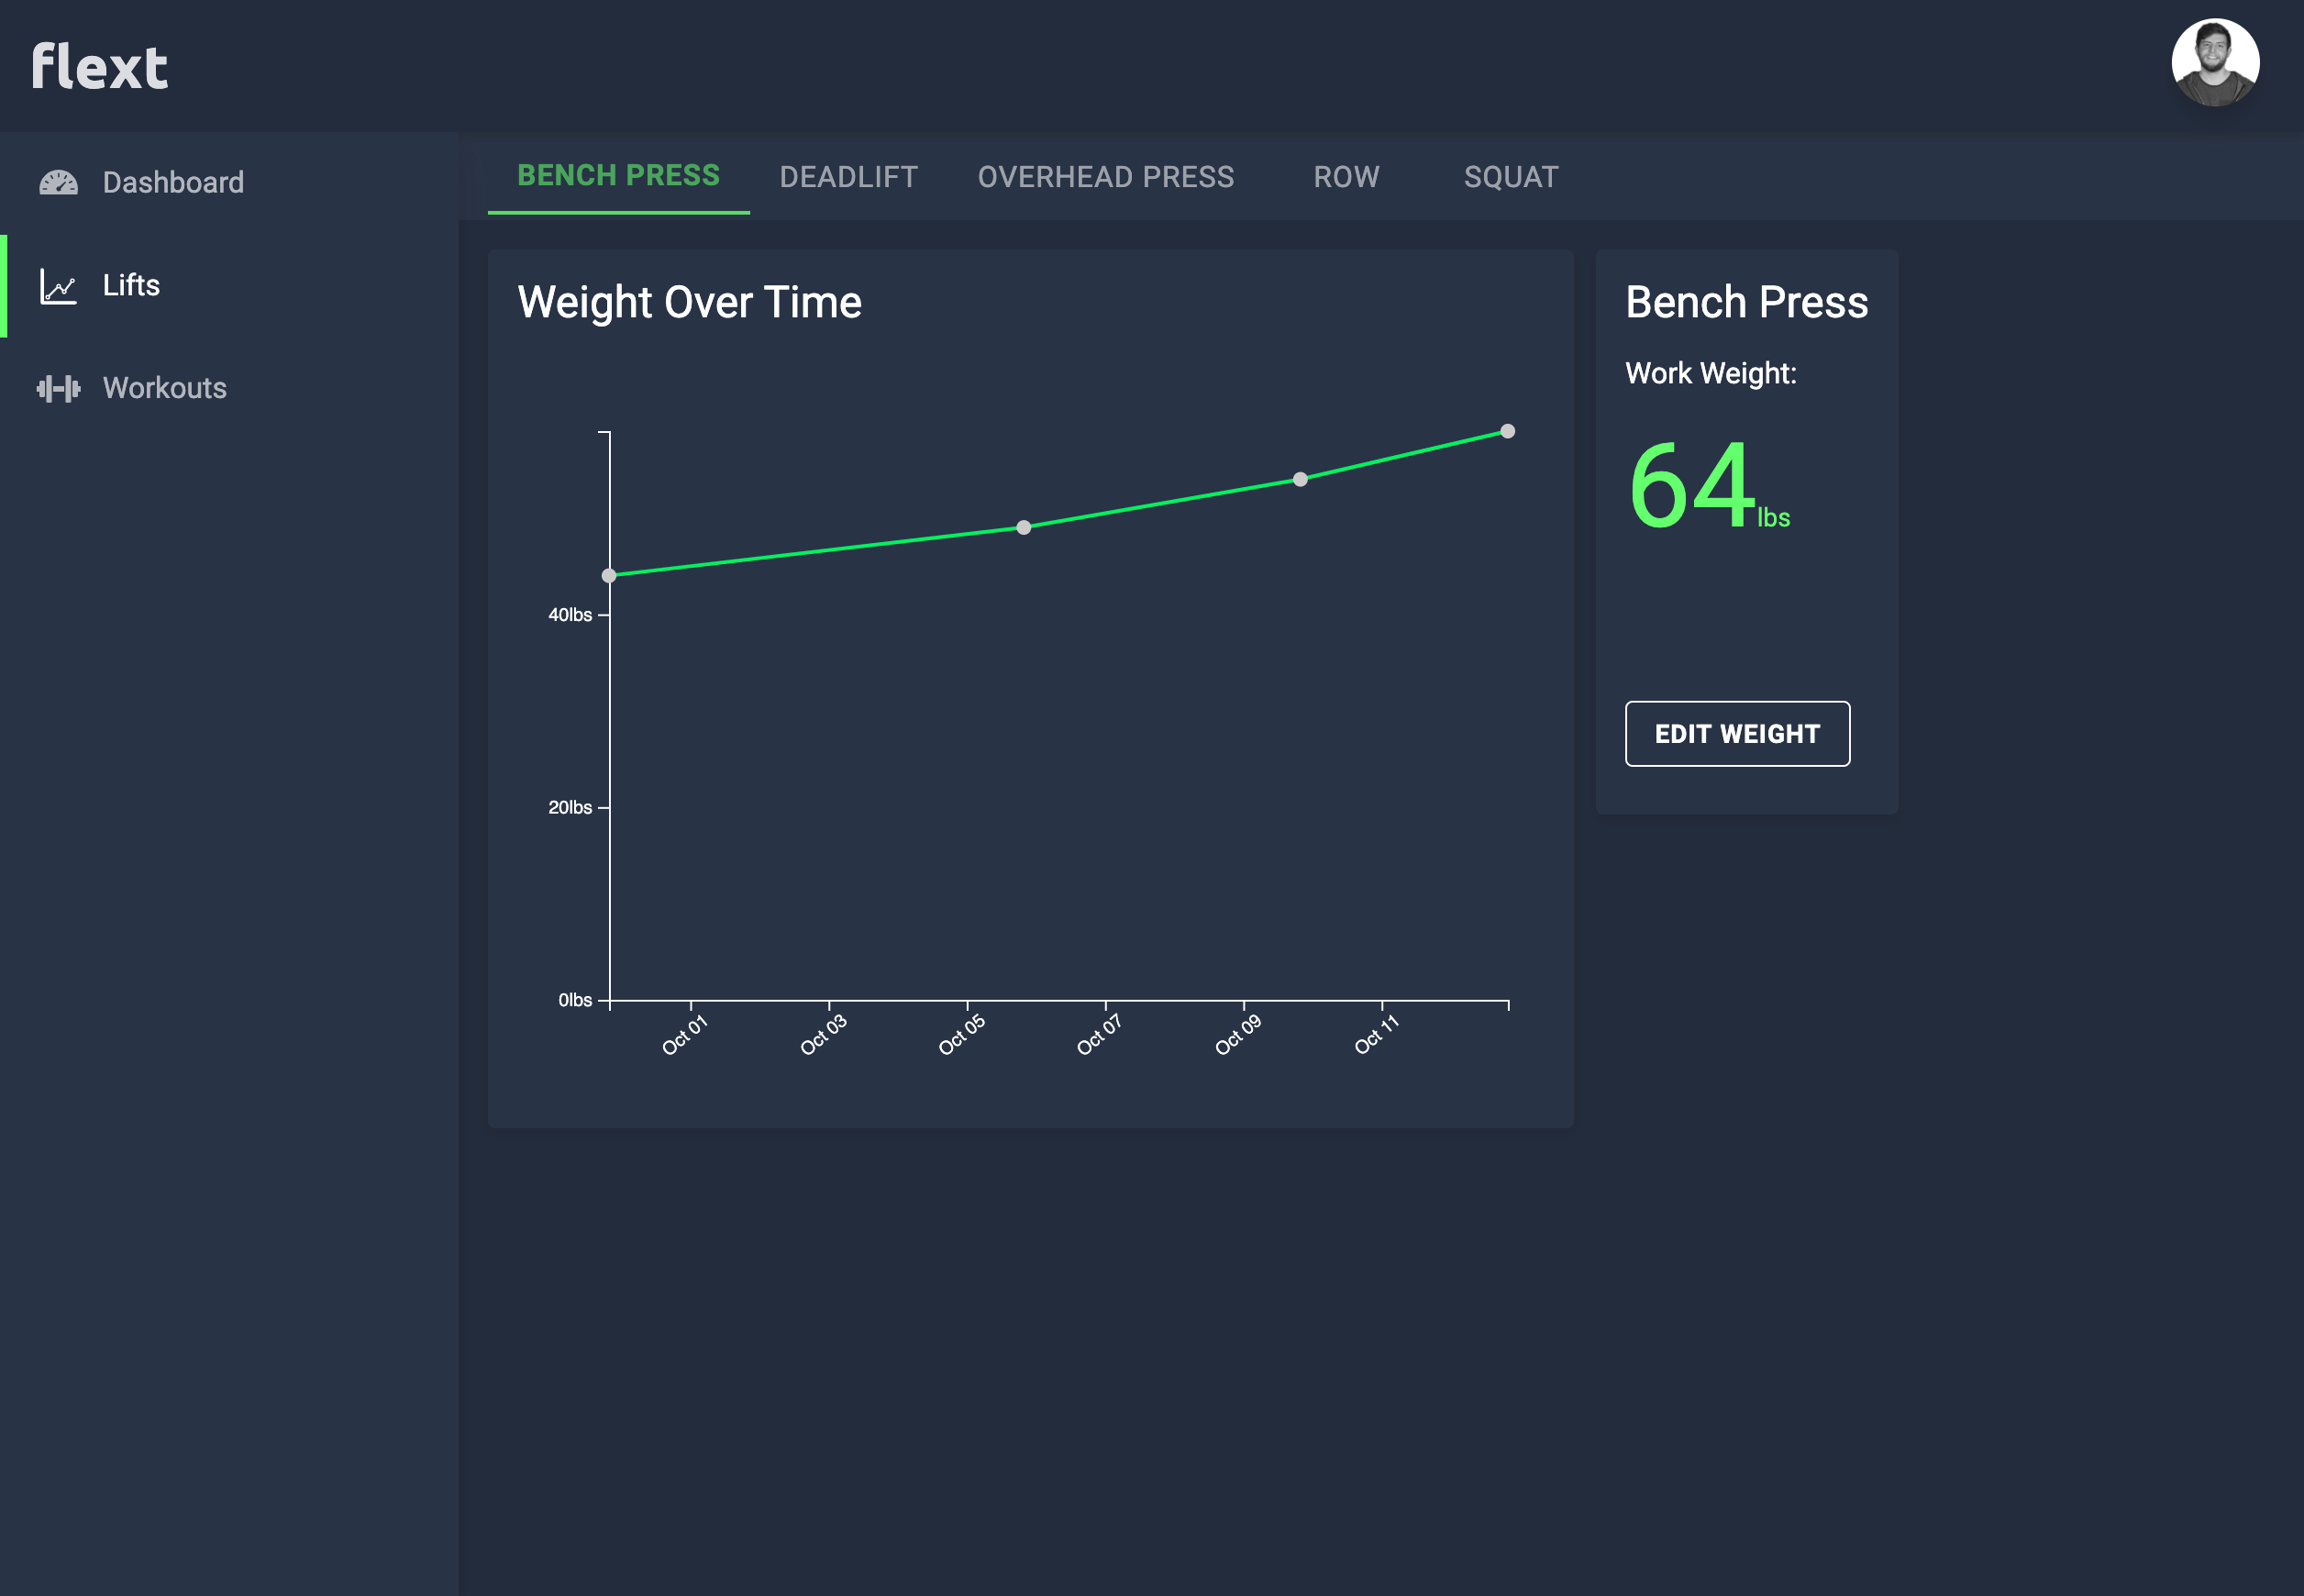 flext
Dashboard
Lifts
Workouts
BENCH PRESS
DEADLIFT
OVERHEAD PRESS
ROW
SQUAT
Weight Over Time
40lbs
20lbs
0lbs
Oct 01
Oct 03
Oct 05
Oct 07
Oct 09
Oct 11
Bench Press
Work Weight:
64lbs
EDIT WEIGHT